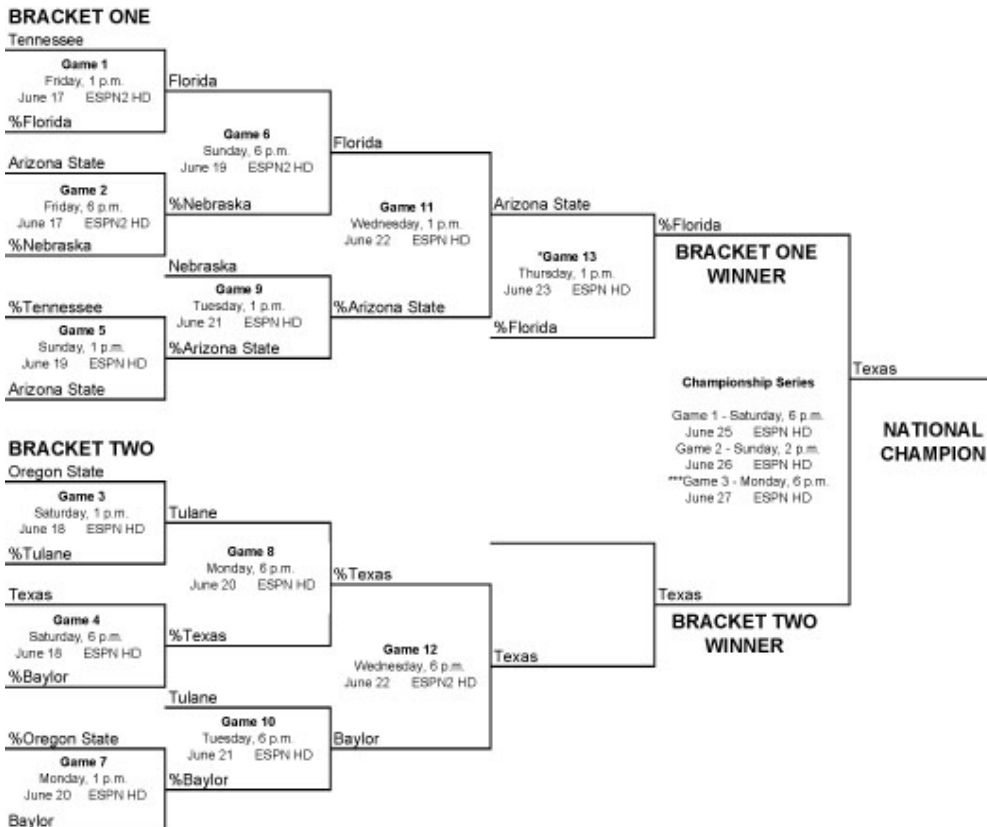 BRACKET ONE
Tennessee
Game 1
Friday, 1 p.m.
June 17 ESPN2 HD
%Florida
Florida
Game 6
Sunday, 6 p.m.
June 19 ESPN2 HD
%Nebraska
Arizona State
Game 2
Friday, 6 p.m.
June 17 ESPN2 HD
%Nebraska
Florida
Game 11
Wednesday, 1 p.m.
June 22 ESPN HD
%Arizona State
Nebraska
Game 9
Tuesday, 1 p.m.
June 21 ESPN HD
%Arizona State
%Tennessee
Game 5
Sunday, 1 p.m.
June 19 ESPN HD
Arizona State
Arizona State
*Game 13
Thursday, 1 p.m.
June 23 ESPN HD
%Florida
%Florida
BRACKET ONE
WINNER
Championship Series
Game 1 - Saturday, 6 p.m.
June 25 ESPN HD
Game 2 - Sunday, 2 p.m.
June 26 ESPN HD
***Game 3 - Monday, 6 p.m.
June 27 ESPN HD
Texas
NATIONAL
CHAMPION
BRACKET TWO
Oregon State
Game 3
Saturday, 1 p.m.
June 18 ESPN HD
%Tulane
Tulane
Game 8
Monday, 6 p.m.
June 20 ESPN HD
%Texas
Texas
Game 4
Saturday, 6 p.m.
June 18 ESPN HD
%Baylor
%Texas
Game 12
Wednesday, 6 p.m.
June 22 ESPN2 HD
Baylor
Tulane
Game 10
Tuesday, 6 p.m.
June 21 ESPN HD
%Baylor
%Oregon State
Game 7
Monday, 1 p.m.
June 20 ESPN HD
Baylor
Texas
Texas
BRACKET TWO
WINNER